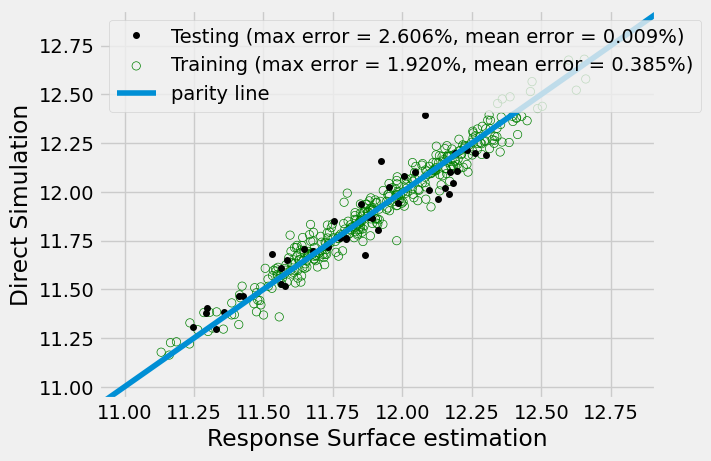 Testing (max error = 2.606%, mean error = 0.009%)
Training (max error = 1.920%, mean error = 0.385%)
parity line
12.75
12.50
12.25
12.00
11.75
11.50
11.25
11.00
Direct Simulation
11.00 11.25 11.50 11.75 12.00 12.25 12.50 12.75
Response Surface estimation